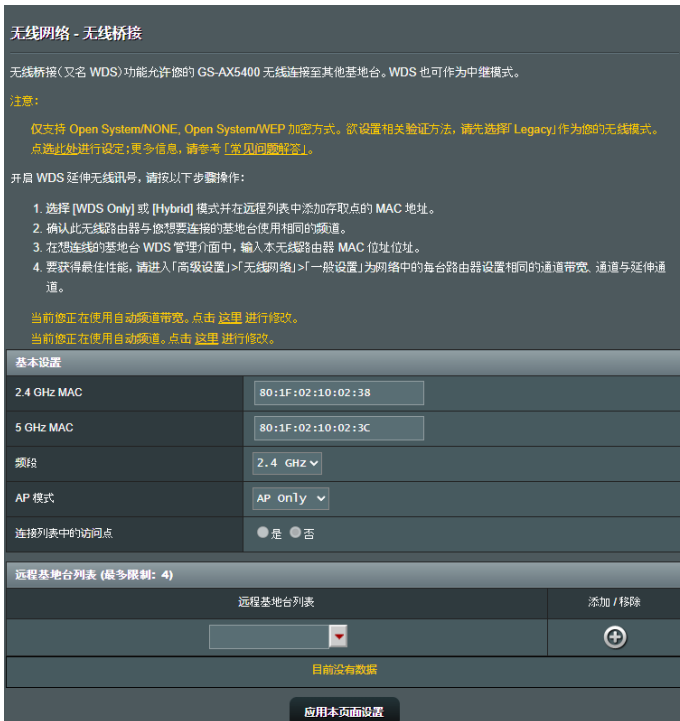 无线网络 - 无线桥接
无线桥接(又名 WDS)功能允许您的 GS-AX5400 无线连接至其他基地台。WDS 也可作为中继模式。
注意:
仅支持 Open System/NONE, Open System/WEP 加密方式。欲设置相关验证方法, 请先选择「Legacy」作为您的无线模式。
点选此处进行设定;更多信息, 请参考「常见问题解答」。
开启 WDS 延伸无线讯号, 请按以下步骤操作:
1. 选择 [WDS Only] 或 [Hybrid] 模式并在远程列表中添加存取点的 MAC 地址。
2. 确认此无线路由器与您想要连接的基地台使用相同的频道。
3. 在想连线的基地台 WDS 管理介面中, 输入本无线路由器 MAC 位址位址。
4. 要获得最佳性能, 请进入「高级设置」>「无线网络」>「一般设置」为网络中的每台路由器设置相同的通道带宽、通道与延伸通
道。
当前您正在使用自动频道带宽。点击 这里 进行修改。
当前您正在使用自动频道。点击 这里 进行修改。
基本设置
2.4 GHz MAC 80:1F:02:10:02:38
5 GHz MAC 80:1F:02:10:02:3C
频段 2.4 GHz
AP 模式 AP Only
连接列表中的访问点 是 否
远程基地台列表 (最多限制: 4)
远程基地台列表 添加 / 移除
目前没有数据
应用本页面设置